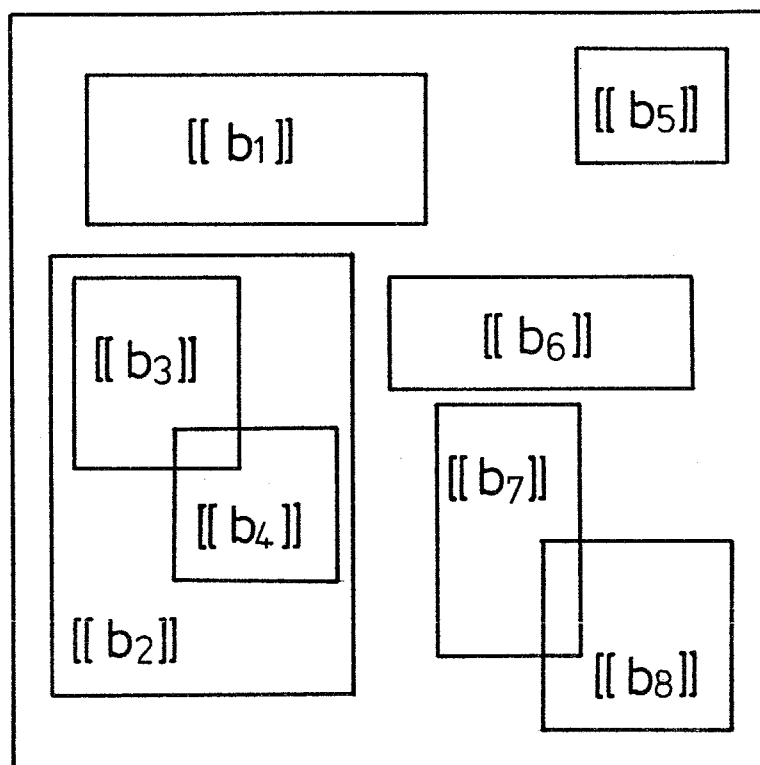 [[ b1 ]]
[[ b5 ]]
[[ b3 ]]
[[ b6 ]]
[[ b4 ]]
[[ b7 ]]
[[ b2 ]]
[[ b8 ]]